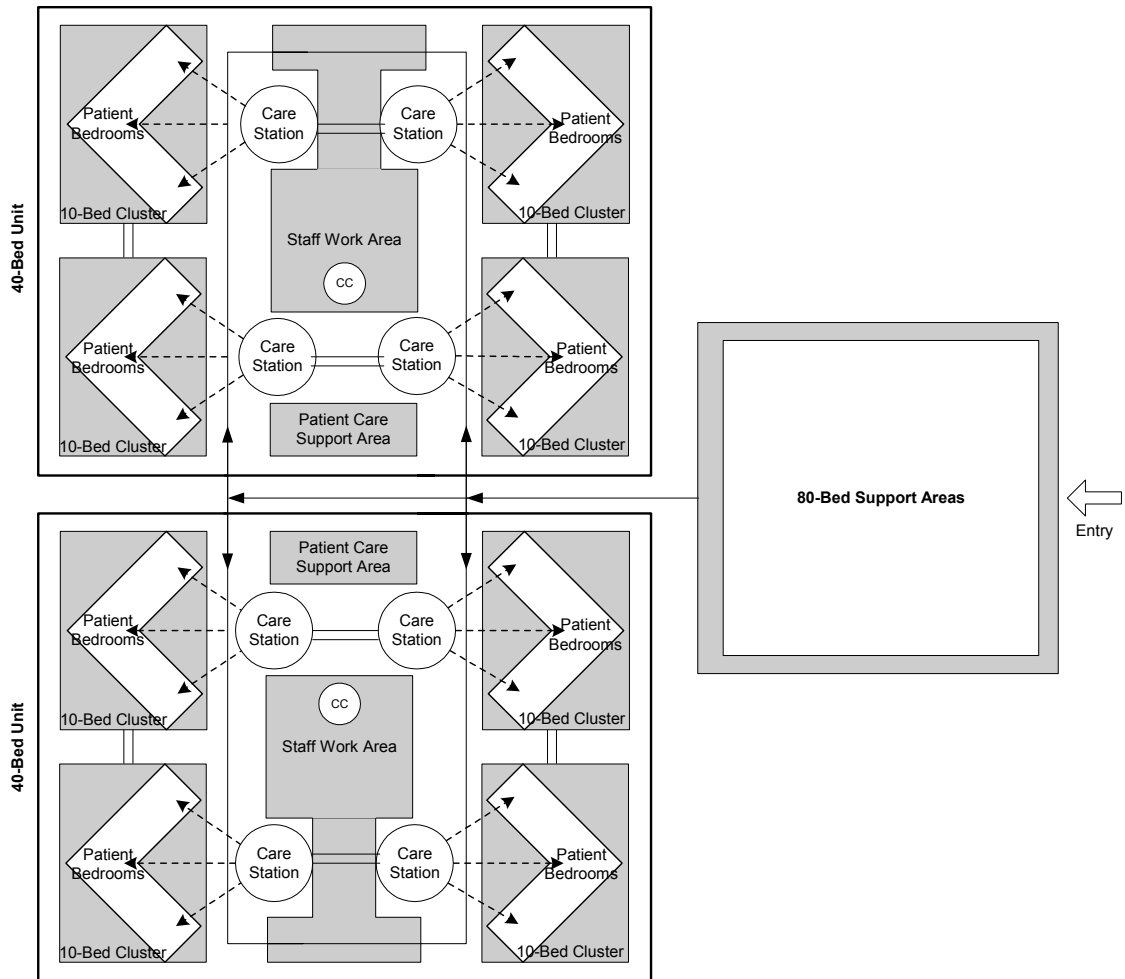 40-Bed Unit
Patient
Bedrooms
10-Bed Cluster
Care
Station
Care
Station
Patient
Bedrooms
10-Bed Cluster
Staff Work Area
CC
Patient
Bedrooms
10-Bed Cluster
Care
Station
Care
Station
Patient
Bedrooms
10-Bed Cluster
Patient Care
Support Area
80-Bed Support Areas
Entry
40-Bed Unit
Patient Care
Support Area
Patient
Bedrooms
10-Bed Cluster
Care
Station
Care
Station
Patient
Bedrooms
10-Bed Cluster
CC
Staff Work Area
Patient
Bedrooms
10-Bed Cluster
Care
Station
Care
Station
Patient
Bedrooms
10-Bed Cluster